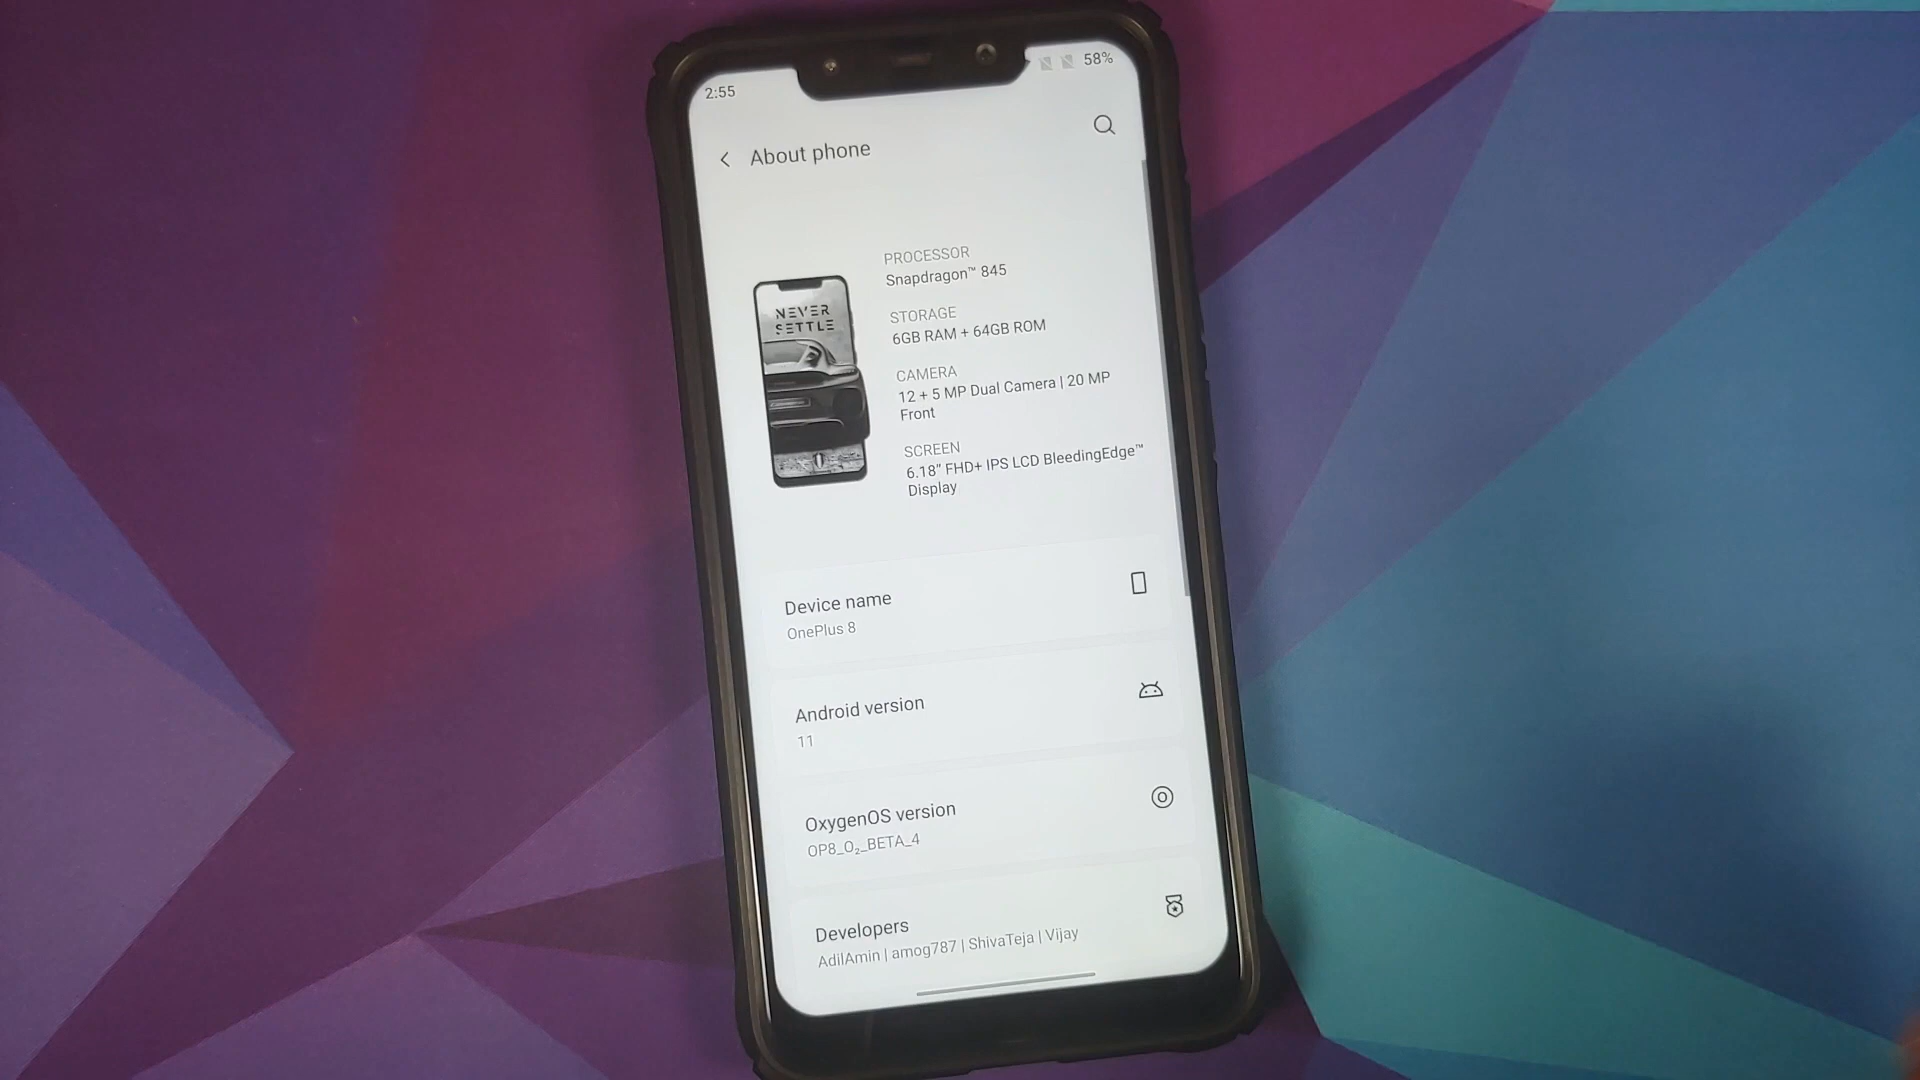 2:55
58%
About phone
PROCESSOR
Snapdragon™ 845
STORAGE
6GB RAM + 64GB ROM
CAMERA
12 + 5 MP Dual Camera | 20 MP
Front
SCREEN
6.18” FHD+ IPS LCD BleedingEdge™
Display
NEVER
SETTLE
Device name
OnePlus 8
Android version
11
OxygenOS version
OP8_O₂_BETA_4
Developers
AdilAmin | amog787 | ShivaTeja | Vijay